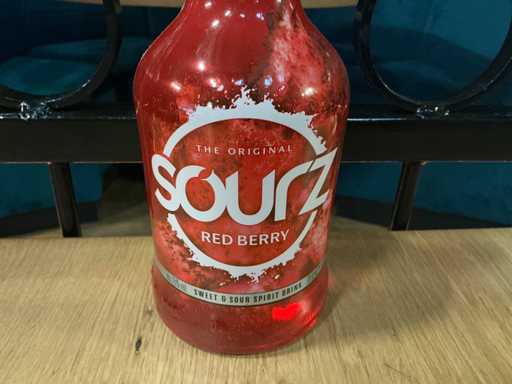 THE ORIGINAL
SOURZ
RED BERRY
SWEET & SOUR SPIRIT DRINK